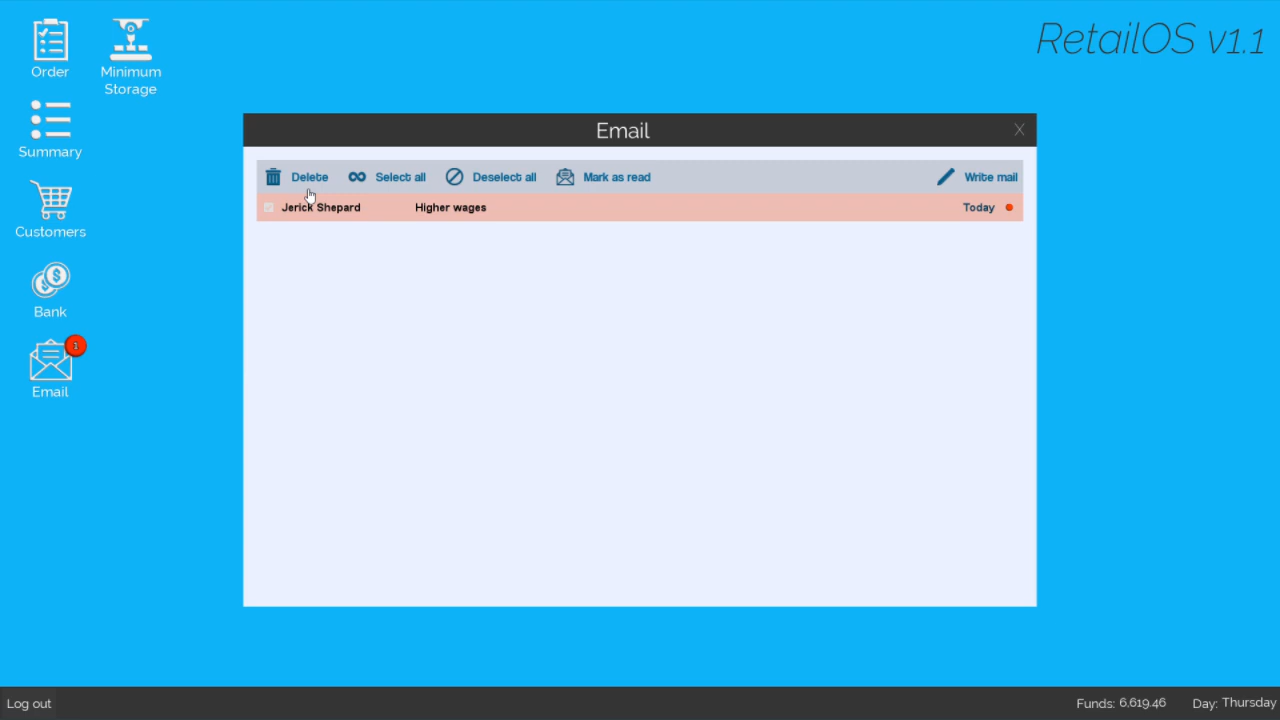 RetailOS v1.1
Order
Minimum
Storage
Summary
Customers
Bank
1
Email
Email
X
Delete
Select all
Deselect all
Mark as read
Write mail
Jerick Shepard
Higher wages
Today
Log out
Funds: 6,619.46
Day: Thursday